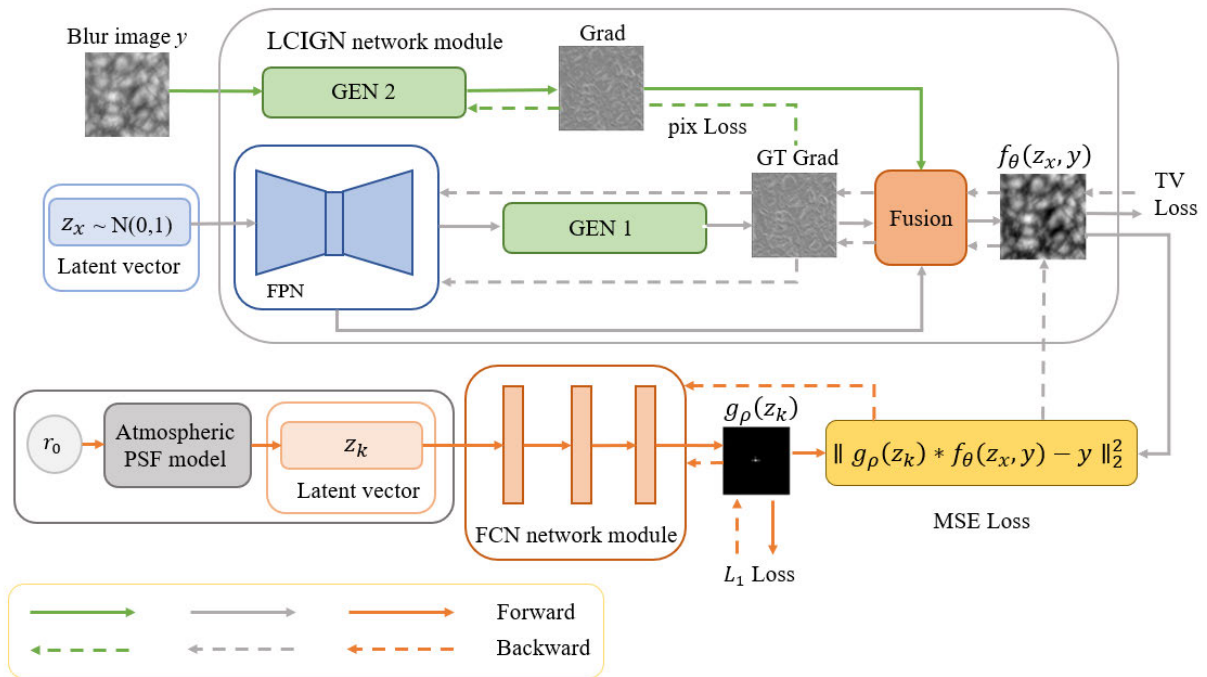 Blur image y
LCIGN network module
Grad
GEN 2
pix Loss
GT Grad
f_θ(z_x, y)
TV
Loss
z_x ~ N(0,1)
Latent vector
FPN
GEN 1
Fusion
r_0
Atmospheric
PSF model
z_k
Latent vector
FCN network module
g_ρ(z_k)
‖ g_ρ(z_k) * f_θ(z_x, y) − y ‖_2^2
MSE Loss
L_1 Loss
Forward
Backward